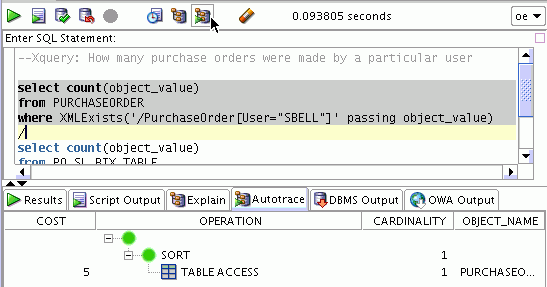 0.093805 seconds
oe
Enter SQL Statement:
--Xquery: How many purchase orders were made by a particular user
select count(object_value)
from PURCHASEORDER
where XMLExists('/PurchaseOrder[User="SBELL"]' passing object_value)
/
select count(object_value)
from PO_SL_BIX_TABLE
Results Script Output Explain Autotrace DBMS Output OWA Output
COST OPERATION CARDINALITY OBJECT_NAME
SORT 1
5 TABLE ACCESS 1 PURCHASEO...